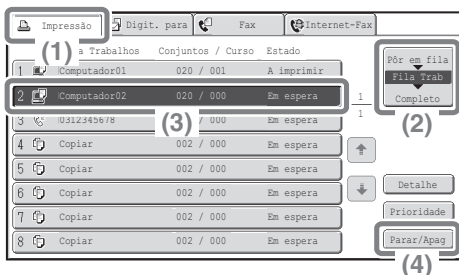 Impressão Digit. para Fax Internet-Fax
(1) a Trabalhos Conjuntos / Curso Estado
1 Computador01 020 / 001 A imprimir
2 Computador02 020 / 000 Em espera
3 0312345678 002 / 000 Em espera
(3)
4 Copiar 002 / 000 Em espera
5 Copiar 002 / 000 Em espera
6 Copiar 002 / 000 Em espera
7 Copiar 002 / 000 Em espera
8 Copiar 002 / 000 Em espera
1
1
Pôr em fila
Fila Trab
Completo
(2)
Detalhe
Prioridade
Parar/Apag
(4)